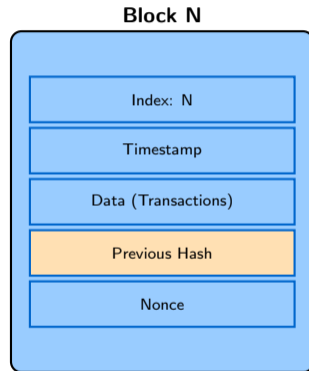 Block N
Index: N
Timestamp
Data (Transactions)
Previous Hash
Nonce